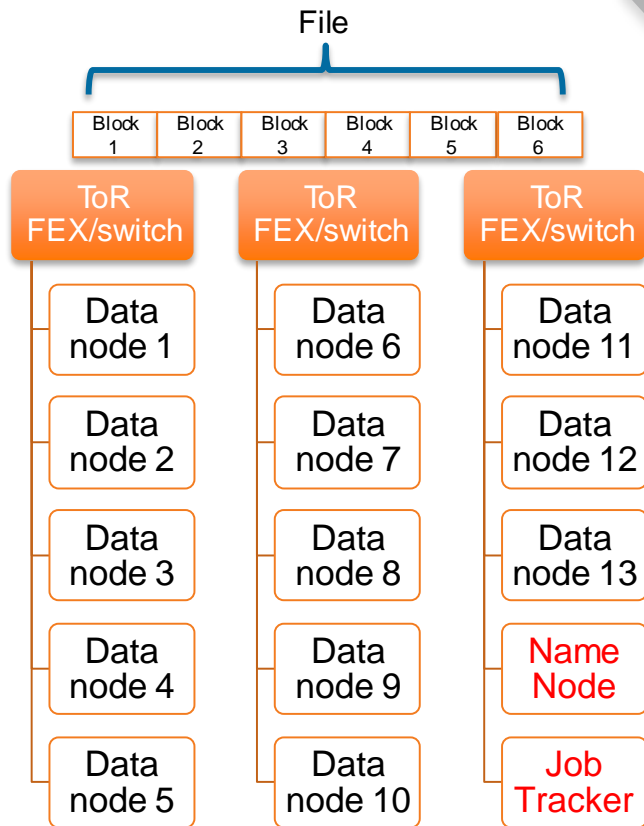 File
Block
1
Block
2
Block
3
Block
4
Block
5
Block
6
ToR
FEX/switch
Data
node 1
Data
node 2
Data
node 3
Data
node 4
Data
node 5
ToR
FEX/switch
Data
node 6
Data
node 7
Data
node 8
Data
node 9
Data
node 10
ToR
FEX/switch
Data
node 11
Data
node 12
Data
node 13
Name
Node
Job
Tracker